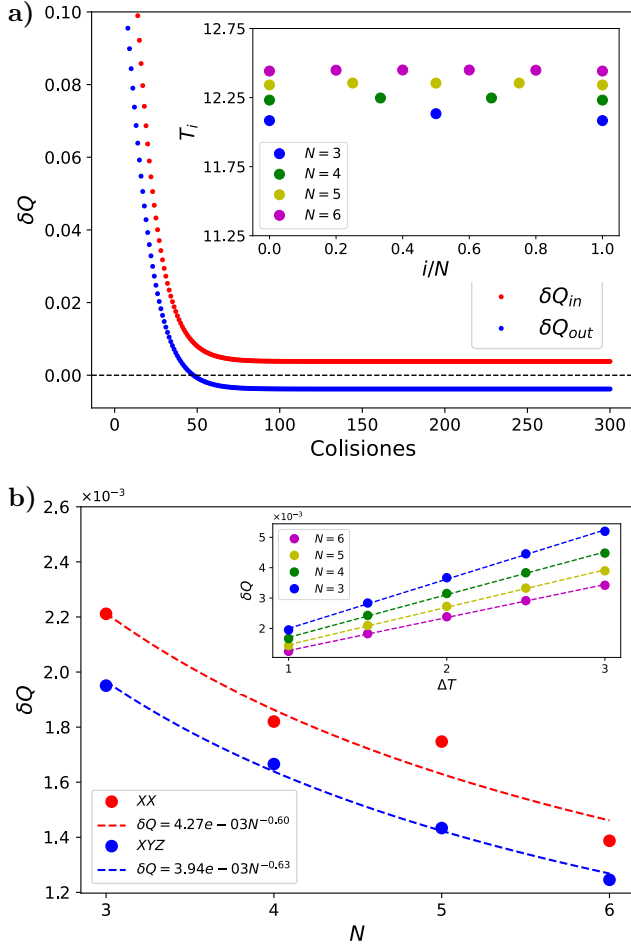 a)
0.10
0.08
0.06
0.04
0.02
0.00
δQ
0
50
100
150
200
250
300
Colisiones
12.75
12.25
11.75
11.25
T_i
N = 3
N = 4
N = 5
N = 6
0.0
0.2
0.4
0.6
0.8
1.0
i/N
δQ_in
δQ_out
b)
×10^−3
2.6
2.4
2.2
2.0
1.8
1.6
1.4
1.2
δQ
3
4
5
6
N
XX
δQ = 4.27e − 03N^−0.60
XYZ
δQ = 3.94e − 03N^−0.63
×10^−3
5
4
3
2
δQ
N = 6
N = 5
N = 4
N = 3
1
2
3
ΔT